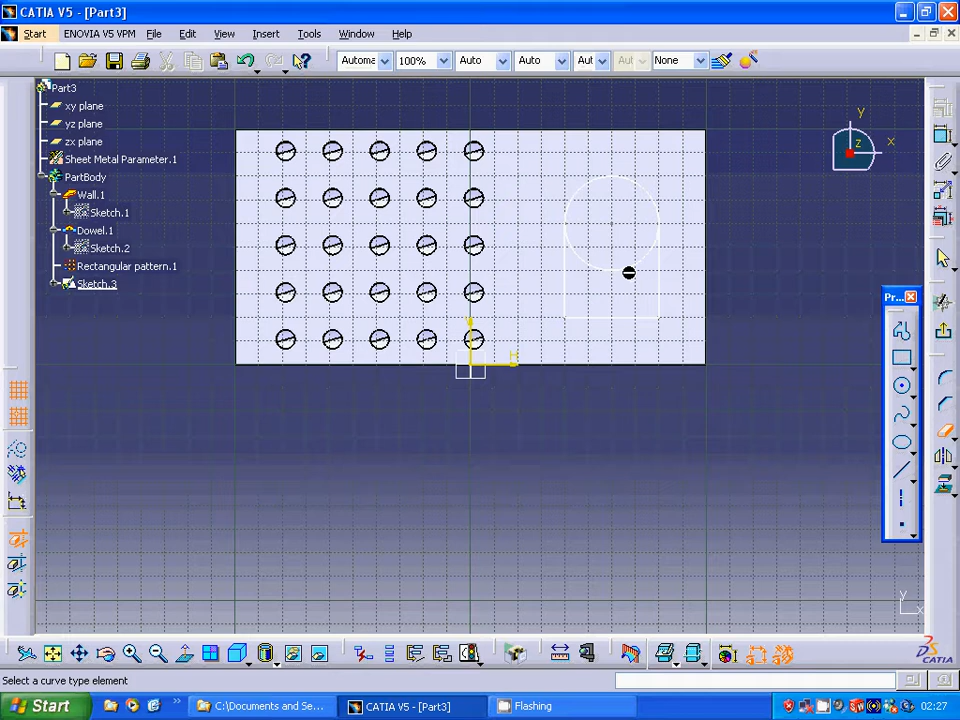 CATIA V5 - [Part3]
Start ENOVIA V5 VPM File Edit View Insert Tools Window Help
Automa 100% Auto Auto Aut Aut None
Part3
xy plane
yz plane
zx plane
Sheet Metal Parameter.1
PartBody
Wall.1
Sketch.1
Dowel.1
Sketch.2
Rectangular pattern.1
Sketch.3
y
x
z
Pr...
V
H
y
x
CATIA
Select a curve type element
Start C:\Documents and Se... CATIA V5 - [Part3] Flashing 02:27